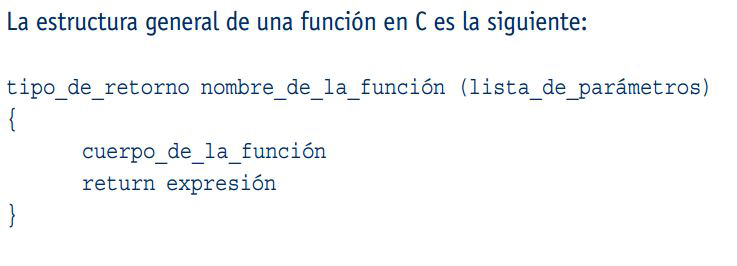 La estructura general de una función en C es la siguiente:
tipo_de_retorno nombre_de_la_función (lista_de_parámetros)
{
cuerpo_de_la_función
return expresión
}